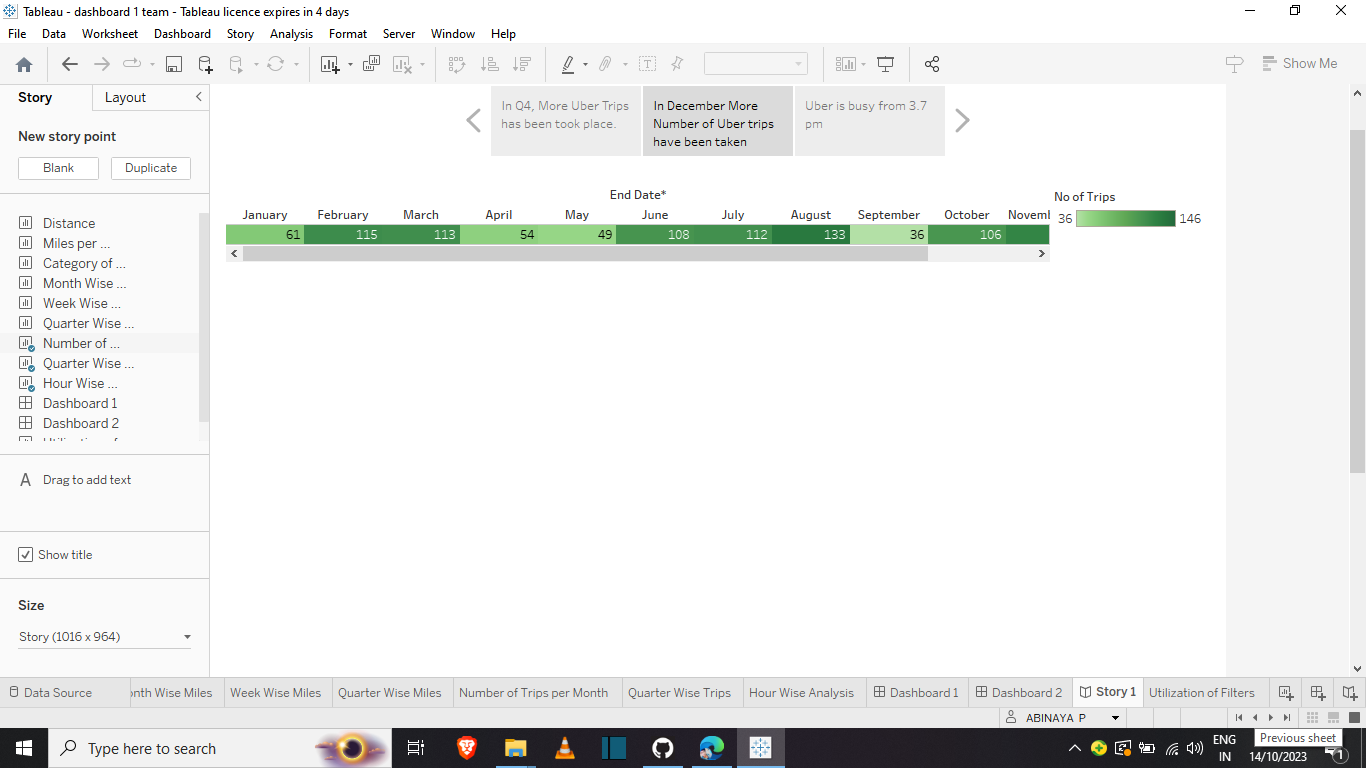 Tableau - dashboard 1 team - Tableau licence expires in 4 days
File Data Worksheet Dashboard Story Analysis Format Server Window Help
Show Me
Story Layout
New story point
Blank Duplicate
Distance
Miles per ...
Category of ...
Month Wise ...
Week Wise ...
Quarter Wise ...
Number of ...
Quarter Wise ...
Hour Wise ...
Dashboard 1
Dashboard 2
A Drag to add text
Show title
Size
Story (1016 x 964)
In Q4, More Uber Trips
has been took place.
In December More
Number of Uber trips
have been taken
Uber is busy from 3.7
pm
End Date*
January February March April May June July August September October Noveml
61 115 113 54 49 108 112 133 36 106
No of Trips
36 146
Data Source onth Wise Miles Week Wise Miles Quarter Wise Miles Number of Trips per Month Quarter Wise Trips Hour Wise Analysis Dashboard 1 Dashboard 2 Story 1 Utilization of Filters
ABINAYA P
Previous sheet
Type here to search
ENG
IN
14/10/2023
1